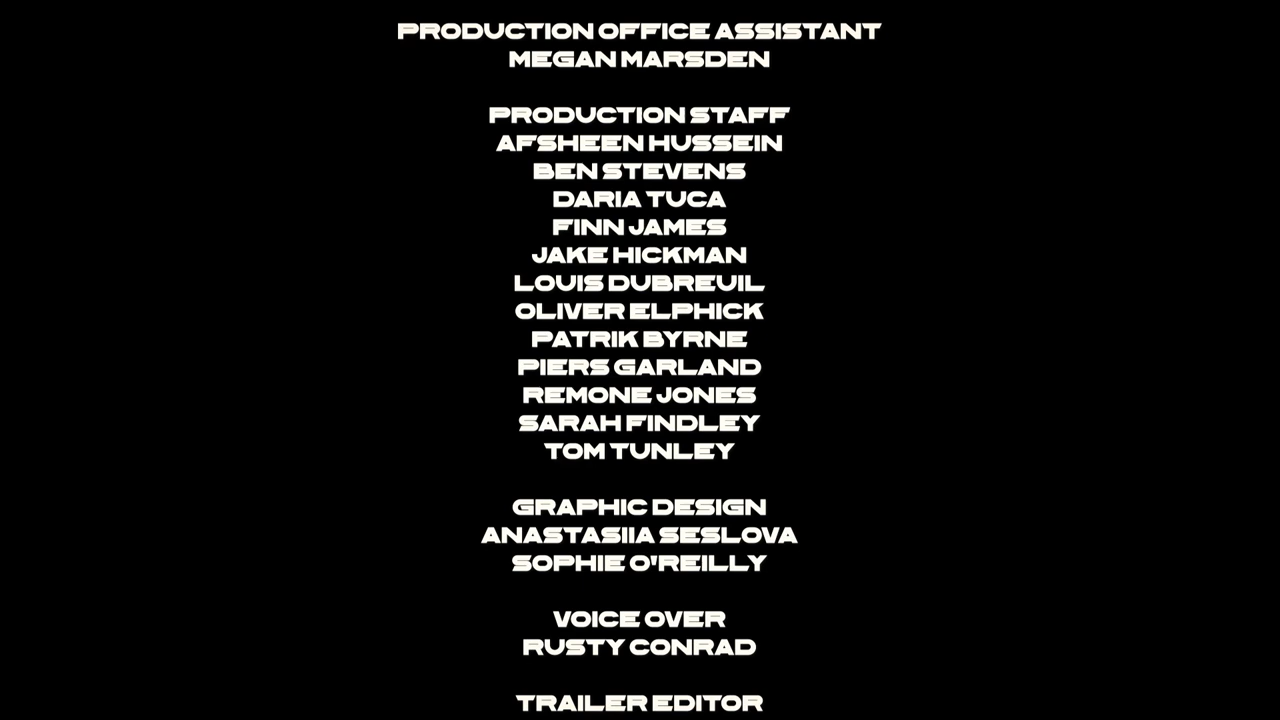 PRODUCTION OFFICE ASSISTANT
MEGAN MARSDEN
PRODUCTION STAFF
AFSHEEN HUSSEIN
BEN STEVENS
DARIA TUCA
FINN JAMES
JAKE HICKMAN
LOUIS DUBREUIL
OLIVER ELPHICK
PATRIK BYRNE
PIERS GARLAND
REMONE JONES
SARAH FINDLEY
TOM TUNLEY
GRAPHIC DESIGN
ANASTASIIA SESLOVA
SOPHIE O'REILLY
VOICE OVER
RUSTY CONRAD
TRAILER EDITOR